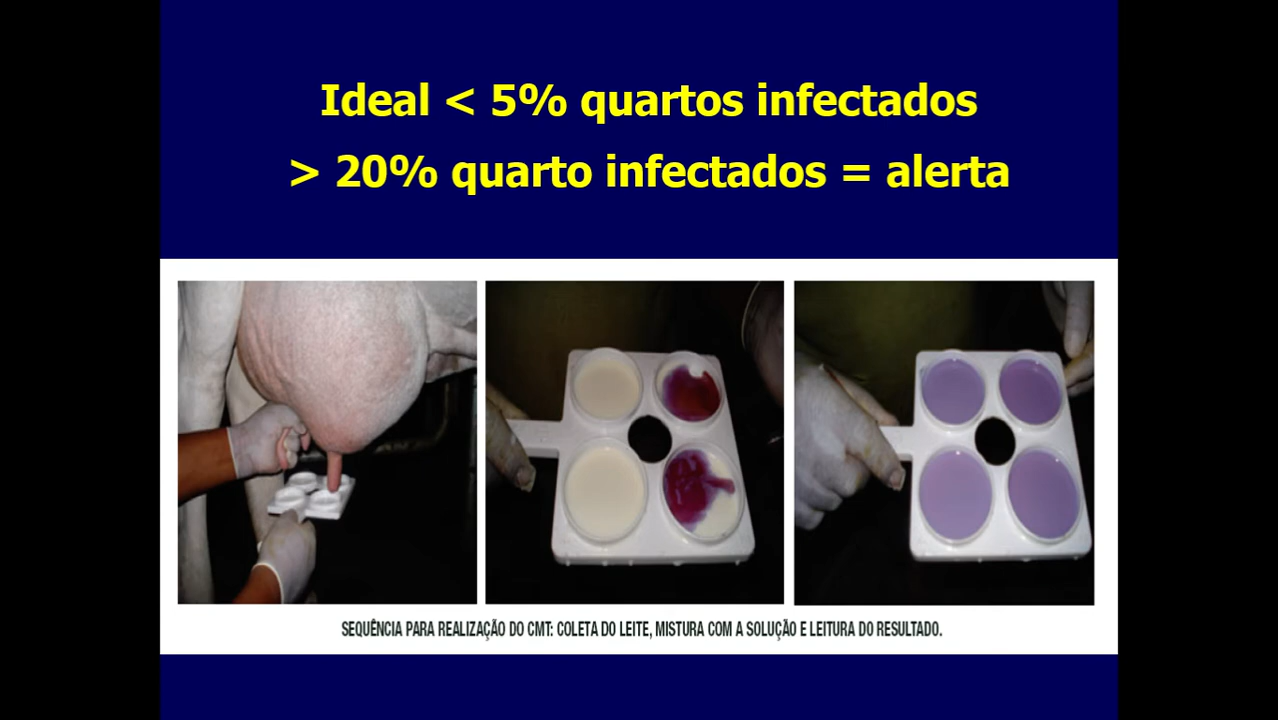 Ideal < 5% quartos infectados
> 20% quarto infectados = alerta
SEQUÊNCIA PARA REALIZAÇÃO DO CMT: COLETA DO LEITE, MISTURA COM A SOLUÇÃO E LEITURA DO RESULTADO.